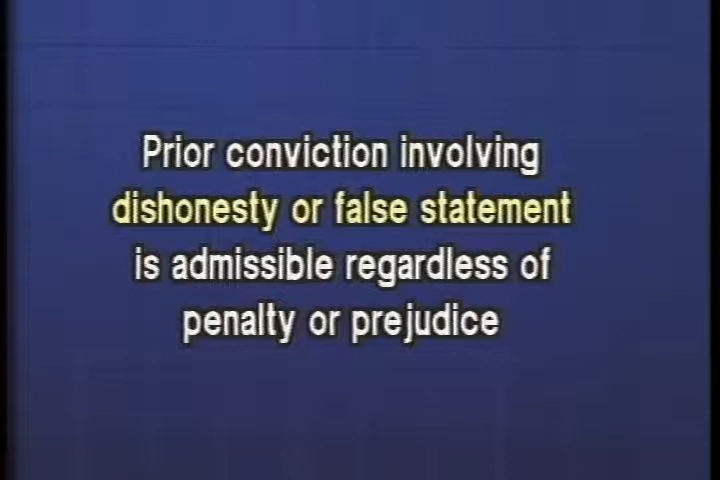 Prior conviction involving
dishonesty or false statement
is admissible regardless of
penalty or prejudice